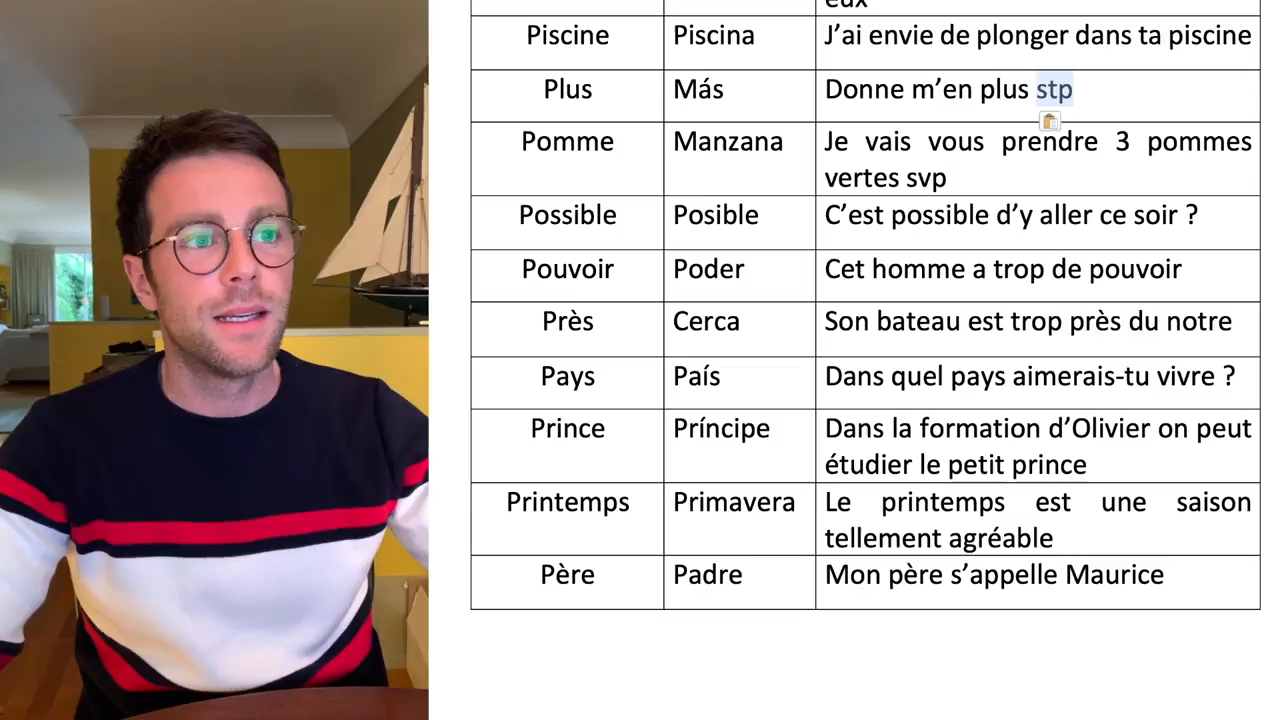 eux
Piscine Piscina J’ai envie de plonger dans ta piscine
Plus Más Donne m’en plus stp
Pomme Manzana Je vais vous prendre 3 pommes
vertes svp
Possible Posible C’est possible d’y aller ce soir ?
Pouvoir Poder Cet homme a trop de pouvoir
Près Cerca Son bateau est trop près du notre
Pays País Dans quel pays aimerais-tu vivre ?
Prince Príncipe Dans la formation d’Olivier on peut
étudier le petit prince
Printemps Primavera Le printemps est une saison
tellement agréable
Père Padre Mon père s’appelle Maurice